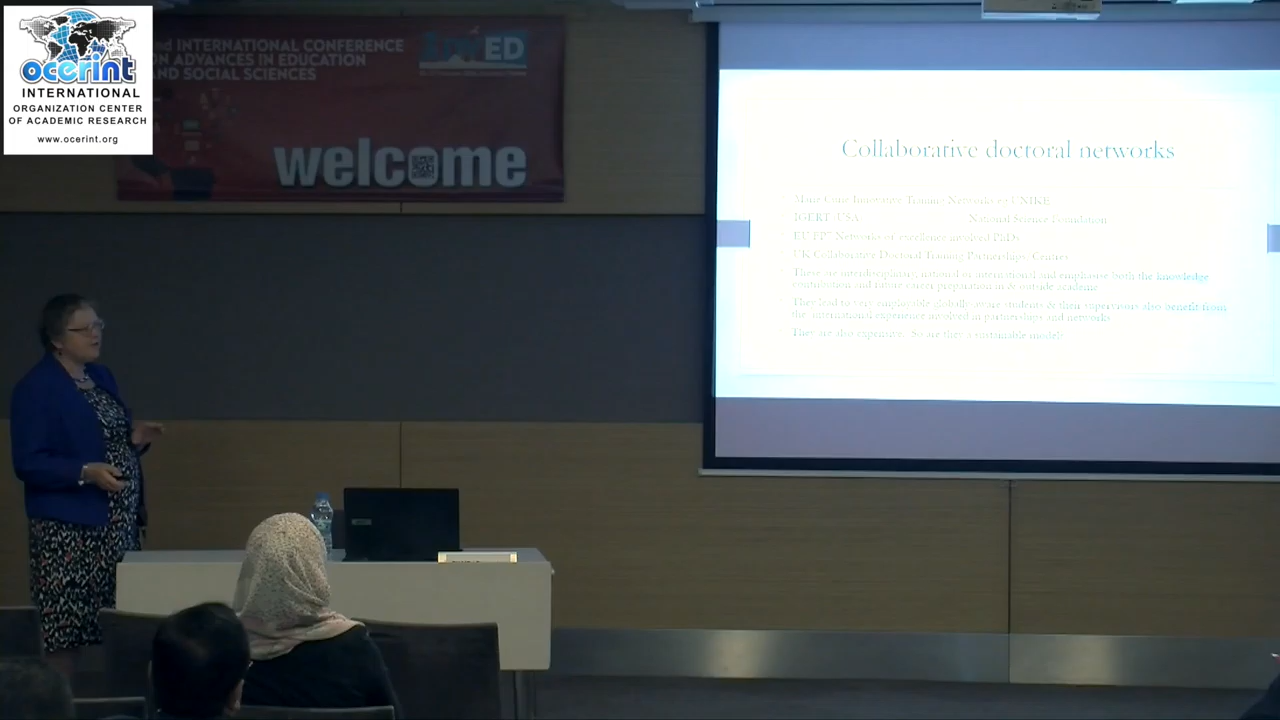 ocerint
INTERNATIONAL
ORGANIZATION CENTER
OF ACADEMIC RESEARCH
www.ocerint.org
nd INTERNATIONAL CONFERENCE
ON ADVANCES IN EDUCATION
AND SOCIAL SCIENCES
ED
welcome
Collaborative doctoral networks
Marie Curie Innovative Training Networks eg UNIKE
IGERT USA National Science Foundation
EU FP7 Networks of excellence involved PhDs
UK Collaborative Doctoral Training Partnerships Centres
These are interdisciplinary, national or international and emphasise both the knowledge
contribution and future career preparation in & outside academe
They lead to very employable globally aware students & their supervisors also benefit from
the international experience involved in partnerships and networks
They are also expensive. So are they a sustainable model?